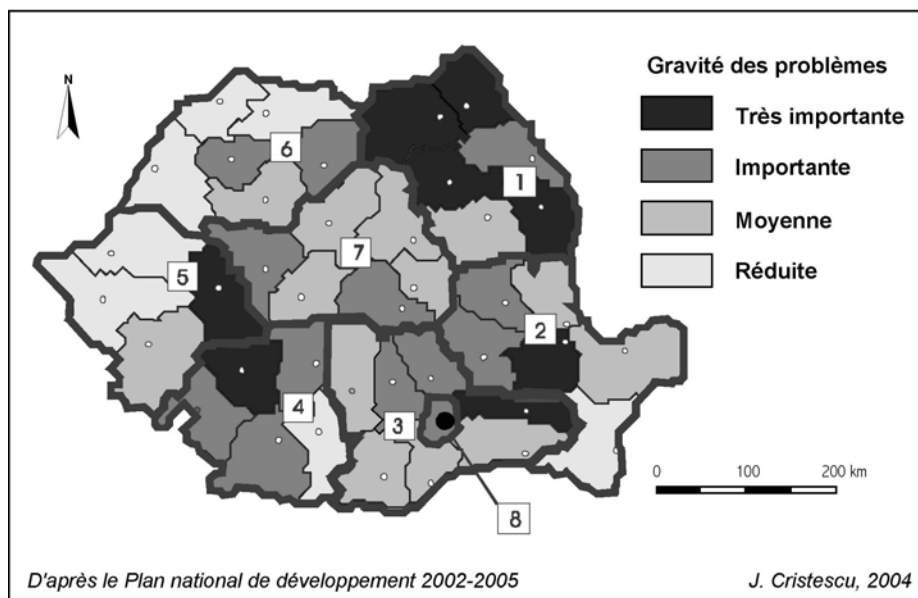 Gravité des problèmes
N
Très importante
6
Importante
1
Moyenne
7
5
Réduite
2
4
3
0 100 200 km
8
D'après le Plan national de développement 2002-2005
J. Cristescu, 2004